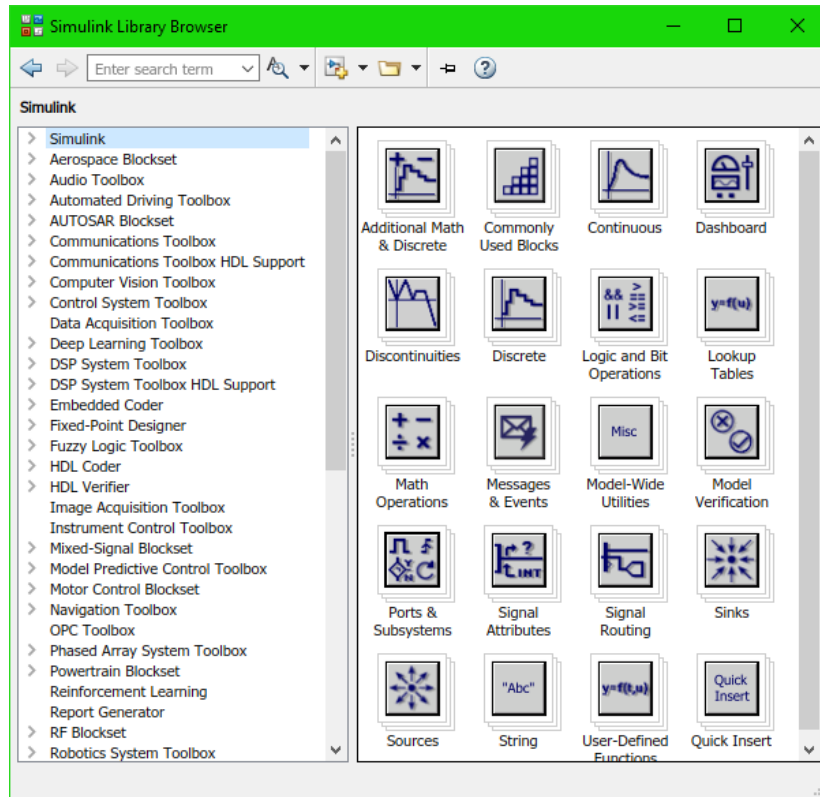 Simulink Library Browser
Enter search term
Simulink
Simulink
Aerospace Blockset
Audio Toolbox
Automated Driving Toolbox
AUTOSAR Blockset
Communications Toolbox
Communications Toolbox HDL Support
Computer Vision Toolbox
Control System Toolbox
Data Acquisition Toolbox
Deep Learning Toolbox
DSP System Toolbox
DSP System Toolbox HDL Support
Embedded Coder
Fixed-Point Designer
Fuzzy Logic Toolbox
HDL Coder
HDL Verifier
Image Acquisition Toolbox
Instrument Control Toolbox
Mixed-Signal Blockset
Model Predictive Control Toolbox
Motor Control Blockset
Navigation Toolbox
OPC Toolbox
Phased Array System Toolbox
Powertrain Blockset
Reinforcement Learning
Report Generator
RF Blockset
Robotics System Toolbox
Additional Math
& Discrete
Commonly
Used Blocks
Continuous
Dashboard
Discontinuities
Discrete
&& >
|| ==
>=
<=
Logic and Bit
Operations
y=f(u)
Lookup
Tables
+ −
÷ ×
Math
Operations
Messages
& Events
Misc
Model-Wide
Utilities
Model
Verification
Y
N
Ports &
Subsystems
?
INT
Signal
Attributes
Signal
Routing
Sinks
Sources
"Abc"
String
y=f(t,u)
User-Defined
Functions
Quick
Insert
Quick Insert